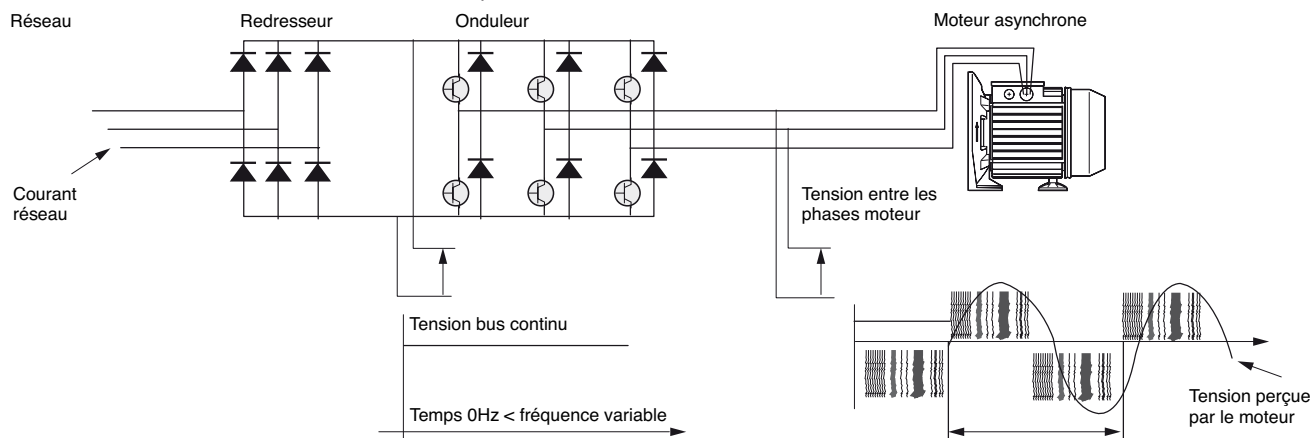 Réseau
Redresseur
Onduleur
Moteur asynchrone
Courant
réseau
Tension entre les
phases moteur
Tension bus continu
Temps 0Hz < fréquence variable
Tension perçue
par le moteur